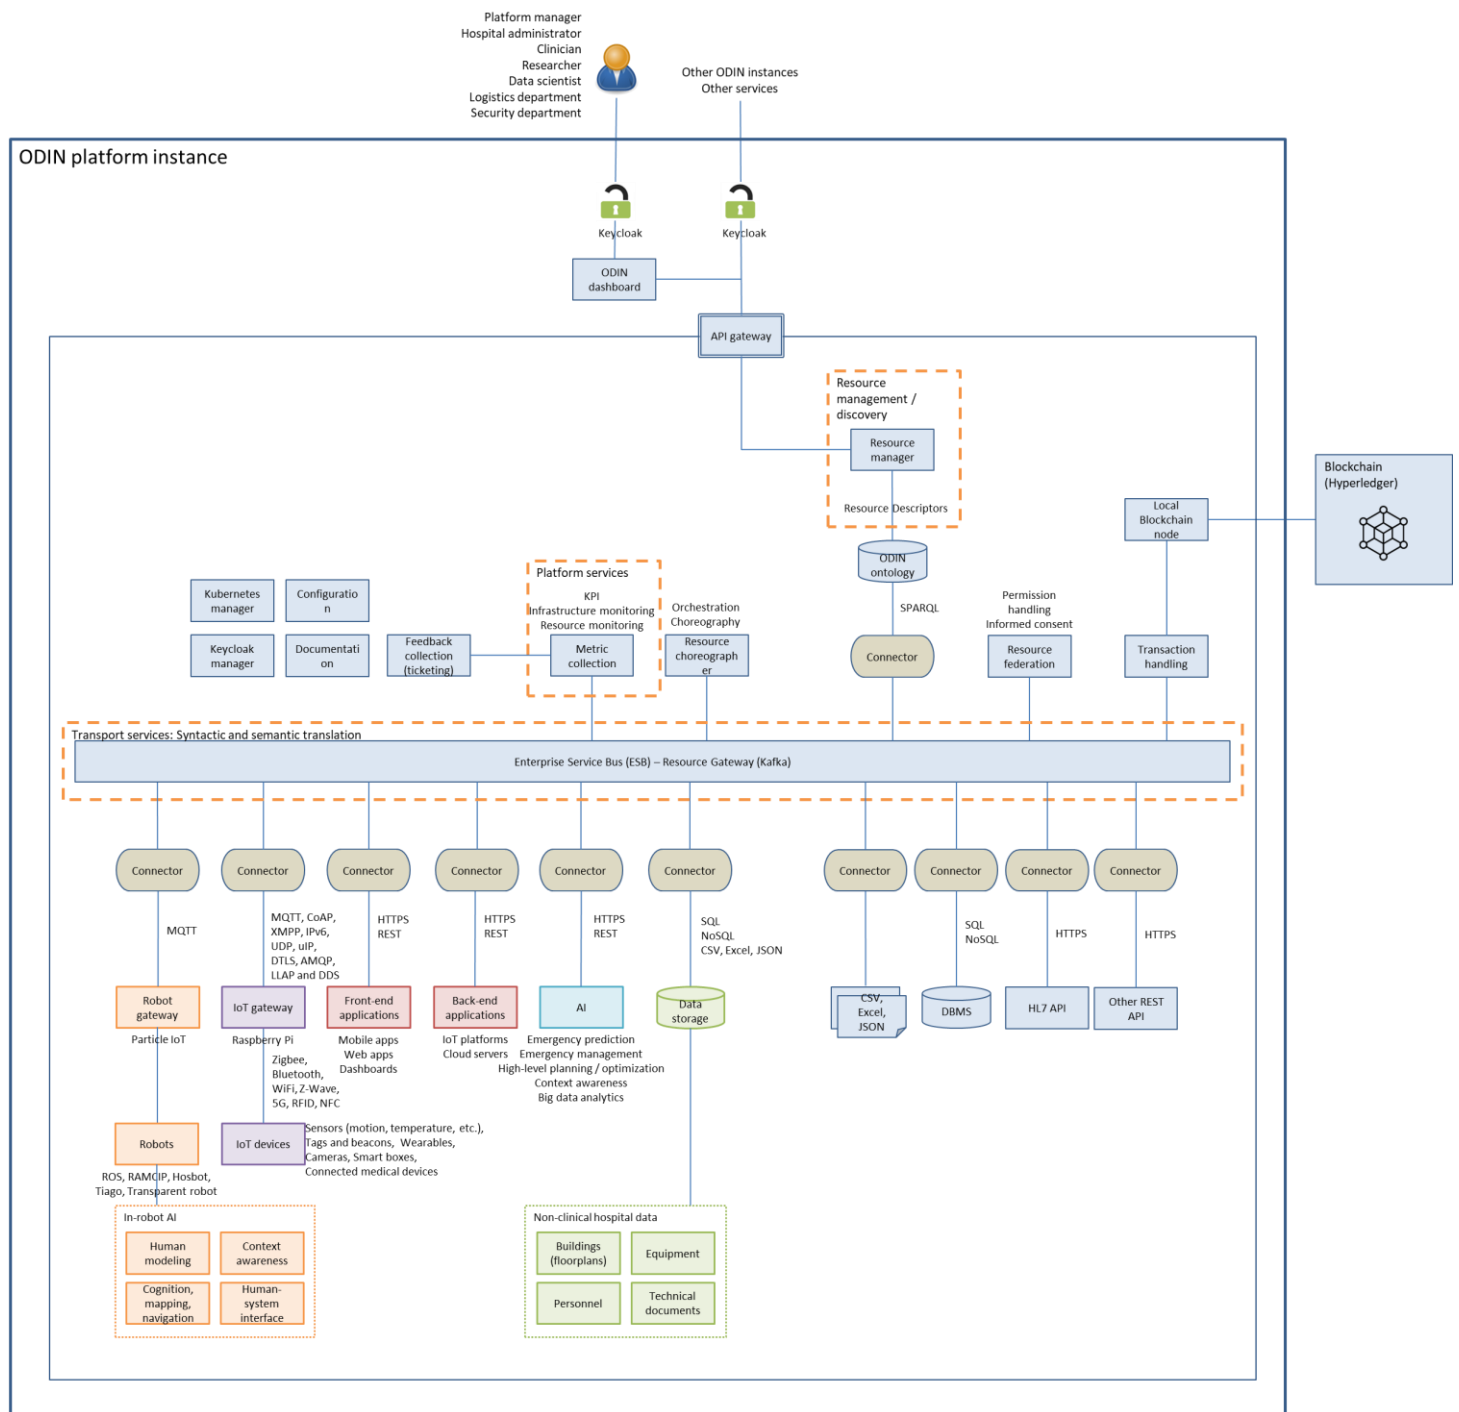 Platform manager
Hospital administrator
Clinician
Researcher
Data scientist
Logistics department
Security department
Other ODIN instances
Other services
ODIN platform instance
Keycloak
Keycloak
ODIN
dashboard
API gateway
Resource
management /
discovery
Resource
manager
Resource Descriptors
Blockchain
(Hyperledger)
Local
Blockchain
node
ODIN
ontology
SPARQL
Platform services
KPI
Infrastructure monitoring
Resource monitoring
Orchestration
Choreography
Permission
handling
Informed consent
Kubernetes
manager
Configuratio
n
Keycloak
manager
Documentati
on
Feedback
collection
(ticketing)
Metric
collection
Resource
choreograph
er
Connector
Resource
federation
Transaction
handling
Transport services: Syntactic and semantic translation
Enterprise Service Bus (ESB) – Resource Gateway (Kafka)
Connector
Connector
Connector
Connector
Connector
Connector
Connector
Connector
Connector
Connector
MQTT
MQTT, CoAP,
XMPP, IPv6,
UDP, uIP,
DTLS, AMQP,
LLAP and DDS
HTTPS
REST
HTTPS
REST
HTTPS
REST
SQL
NoSQL
CSV, Excel, JSON
SQL
NoSQL
HTTPS
HTTPS
Robot
gateway
Particle IoT
IoT gateway
Raspberry Pi
Front-end
applications
Mobile apps
Web apps
Dashboards
Back-end
applications
IoT platforms
Cloud servers
AI
Emergency prediction
Emergency management
High-level planning / optimization
Context awareness
Big data analytics
Data
storage
CSV,
Excel,
JSON
DBMS
HL7 API
Other REST
API
Zigbee,
Bluetooth,
WiFi, Z-Wave,
5G, RFID, NFC
Robots
ROS, RAMCIP, Hosbot,
Tiago, Transparent robot
IoT devices
Sensors (motion, temperature, etc.),
Tags and beacons, Wearables,
Cameras, Smart boxes,
Connected medical devices
In-robot AI
Human
modeling
Context
awareness
Cognition,
mapping,
navigation
Human-
system
interface
Non-clinical hospital data
Buildings
(floorplans)
Equipment
Personnel
Technical
documents